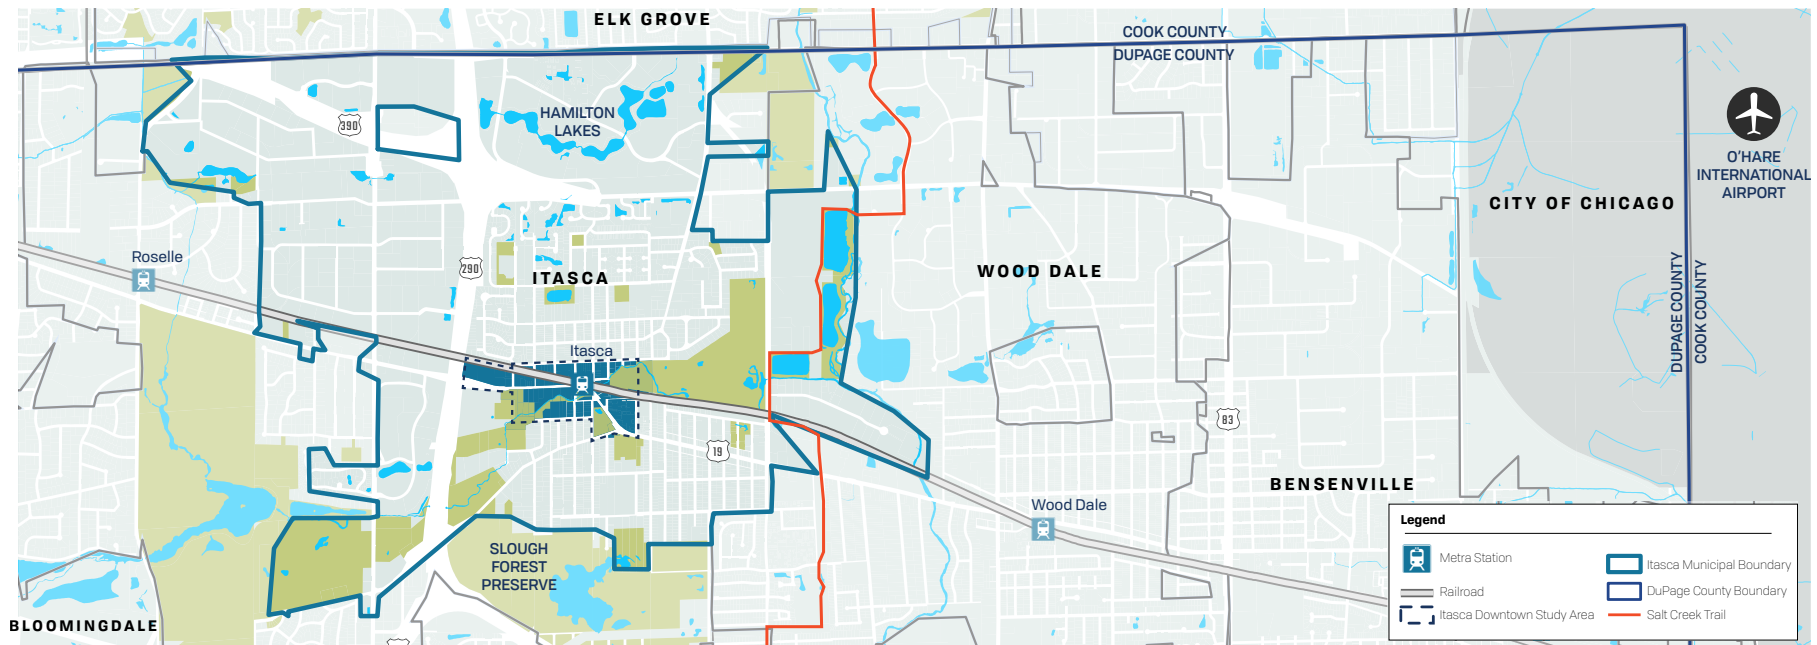 ELK GROVE
COOK COUNTY
DUPAGE COUNTY
HAMILTON
LAKES
390
O'HARE
INTERNATIONAL
AIRPORT
CITY OF CHICAGO
Roselle
290
ITASCA
WOOD DALE
DUPAGE COUNTY
COOK COUNTY
Itasca
83
19
BENSENVILLE
Wood Dale
SLOUGH
FOREST
PRESERVE
BLOOMINGDALE
Legend
Metra Station
Railroad
Itasca Downtown Study Area
Itasca Municipal Boundary
DuPage County Boundary
Salt Creek Trail